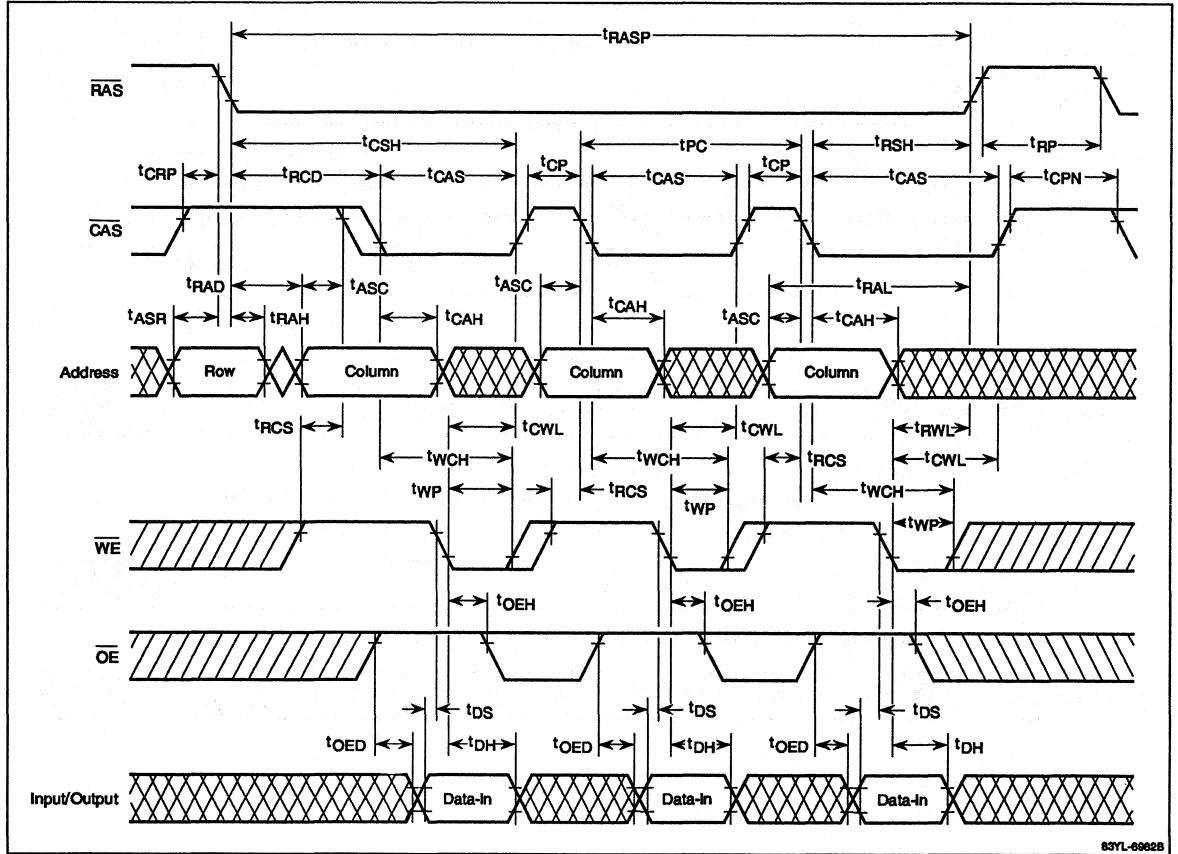 tRASP
RAS
tCSH tPC tRSH tRP
tCRP tRCD tCAS tCP tCAS tCP tCAS tCPN
CAS
tRAD tASC tASC tRAL
tASR tRAH tCAH tCAH tASC tCAH
Address Row Column Column Column
tRCS tCWL tCWL tRWL
tWCH tWCH tRCS tCWL
tWP tRCS tWP tWCH
tWP
WE
tOEH tOEH tOEH
OE
tDS tDS tDS
tOED tDH tOED tDH tOED tDH
Input/Output Data-In Data-In Data-In
83YL-6982B